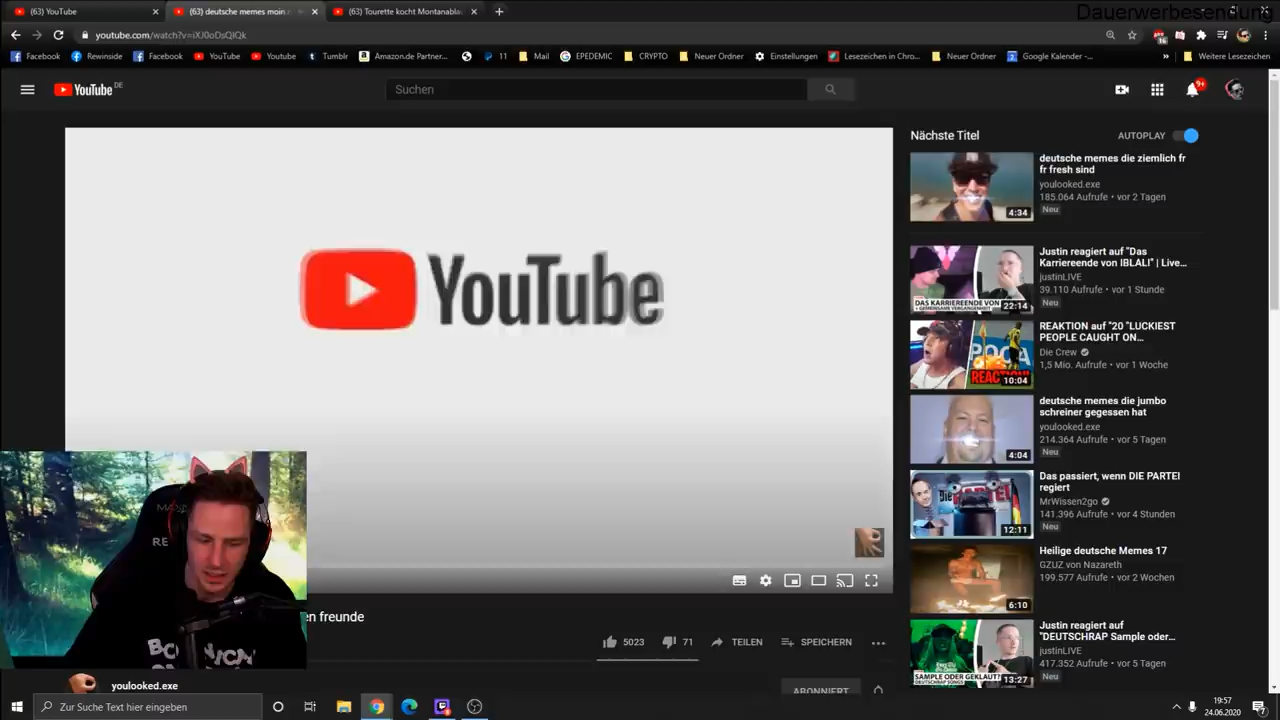 Dauerwerbesendung
(63) YouTube
(63) deutsche memes moin
(63) Tourette kocht Montanabla
youtube.com/watch?v=iXJ0oDsQIQk
Facebook
Rewinside
Facebook
YouTube
Youtube
Tumblr
Amazon.de Partner...
11
Mail
EPEDEMIC
CRYPTO
Neuer Ordner
Einstellungen
Lesezeichen in Chro...
Neuer Ordner
Google Kalender -...
»
Weitere Lesezeichen
YouTube DE
Suchen
9+
Nächste Titel
AUTOPLAY
YouTube
deutsche memes die ziemlich fr
fr fresh sind
youlooked.exe
185.064 Aufrufe • vor 2 Tagen
Neu
4:34
Justin reagiert auf "Das
Karriereende von IBLALI" | Live...
justinLIVE
39.110 Aufrufe • vor 1 Stunde
Neu
DAS KARRIEREENDE VON
22:14
REAKTION auf "20 "LUCKIEST
PEOPLE CAUGHT ON...
Die Crew
1,5 Mio. Aufrufe • vor 1 Woche
REACTION!
10:04
deutsche memes die jumbo
schreiner gegessen hat
youlooked.exe
214.364 Aufrufe • vor 5 Tagen
Neu
4:04
Das passiert, wenn DIE PARTEI
regiert
MrWissen2go
141.396 Aufrufe • vor 4 Stunden
Neu
12:11
Heilige deutsche Memes 17
GZUZ von Nazareth
199.577 Aufrufe • vor 2 Wochen
6:10
Justin reagiert auf
"DEUTSCHRAP Sample oder...
justinLIVE
417.352 Aufrufe • vor 5 Tagen
Neu
SAMPLE ODER GEKLAUT?
DEUTSCHRAP SONGS
13:27
en freunde
5023
71
TEILEN
SPEICHERN
youlooked.exe
ABONNIERT
Zur Suche Text hier eingeben
19:57
24.06.2020